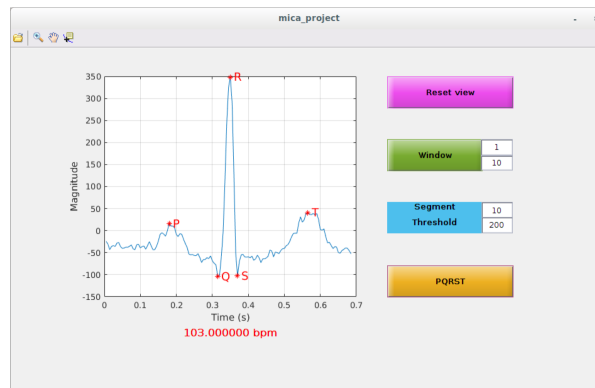 mica_project
350
300
250
200
150
100
50
0
-50
-100
-150
Magnitude
R
P
T
Q
S
0 0.1 0.2 0.3 0.4 0.5 0.6 0.7
Time (s)
103.000000 bpm
Reset view
Window
1
10
Segment
10
Threshold
200
PQRST